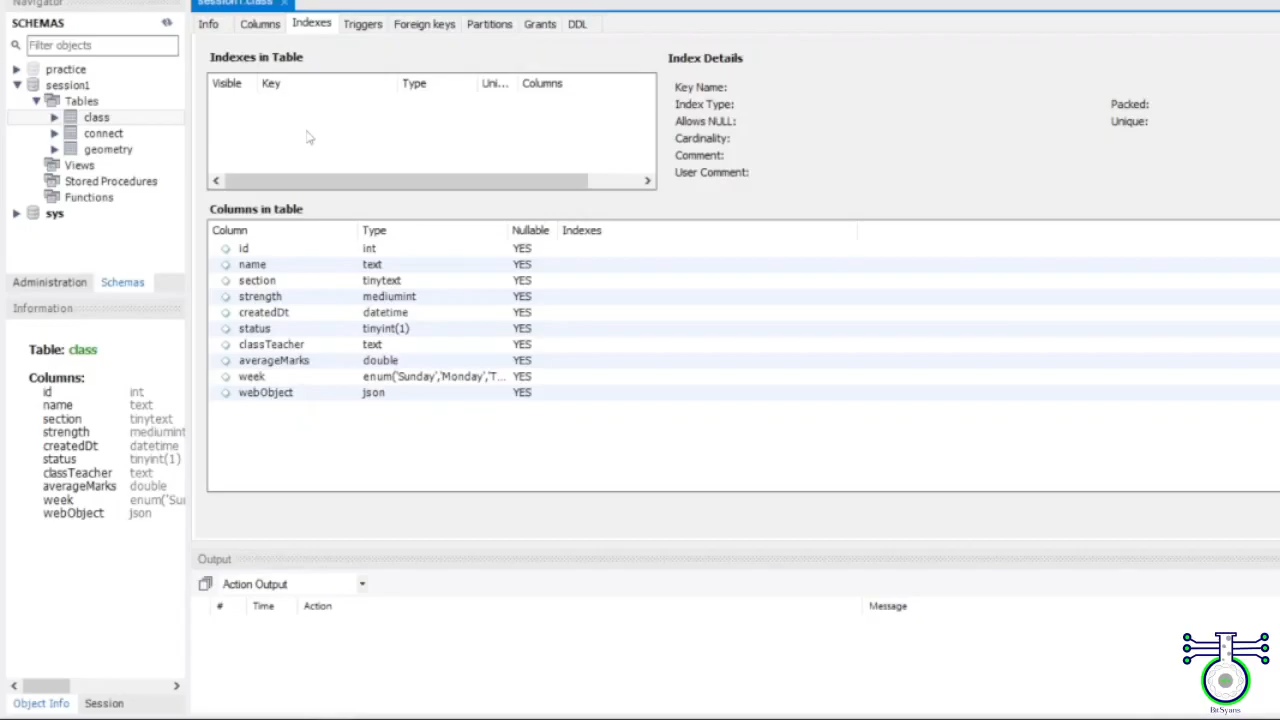 Navigator
SCHEMAS
Filter objects
practice
session1
Tables
class
connect
geometry
Views
Stored Procedures
Functions
sys
Administration Schemas
Information
Table: class
Columns:
id int
name text
section tinytext
strength mediumint
createdDt datetime
status tinyint(1)
classTeacher text
averageMarks double
week enum('Su
webObject json
Object Info Session
session1.class
Info Columns Indexes Triggers Foreign keys Partitions Grants DDL
Indexes in Table
Visible Key Type Uni... Columns
Index Details
Key Name:
Index Type: Packed:
Allows NULL: Unique:
Cardinality:
Comment:
User Comment:
Columns in table
Column Type Nullable Indexes
id int YES
name text YES
section tinytext YES
strength mediumint YES
createdDt datetime YES
status tinyint(1) YES
classTeacher text YES
averageMarks double YES
week enum('Sunday','Monday','T... YES
webObject json YES
Output
Action Output
# Time Action Message
BitSyans